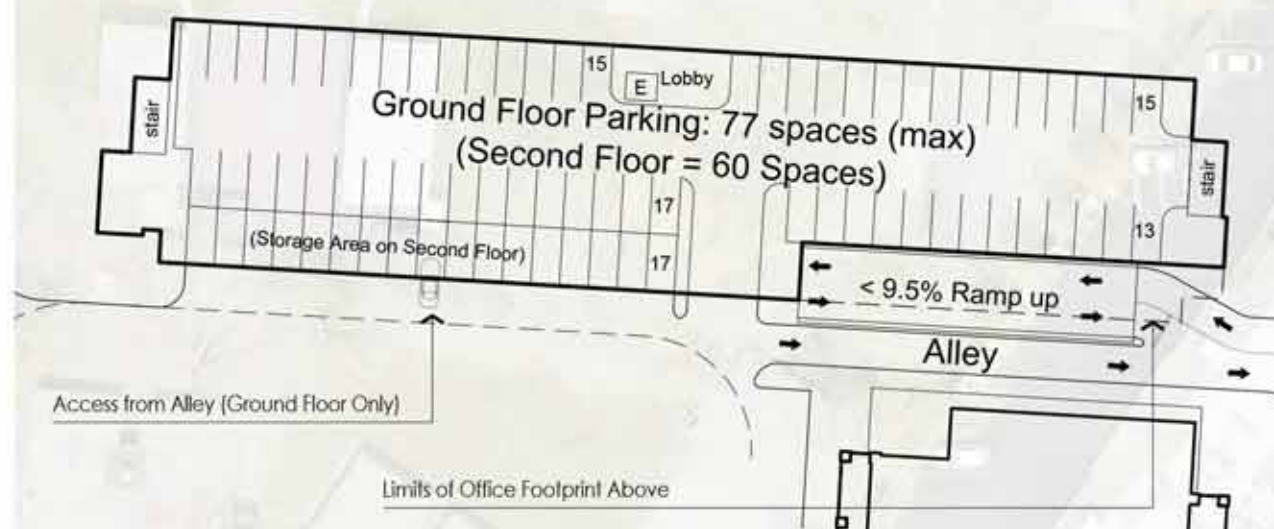 15
E
Lobby
15
stair
Ground Floor Parking: 77 spaces (max)
(Second Floor = 60 Spaces)
stair
17
13
(Storage Area on Second Floor)
17
< 9.5% Ramp up
Alley
Access from Alley (Ground Floor Only)
Limits of Office Footprint Above